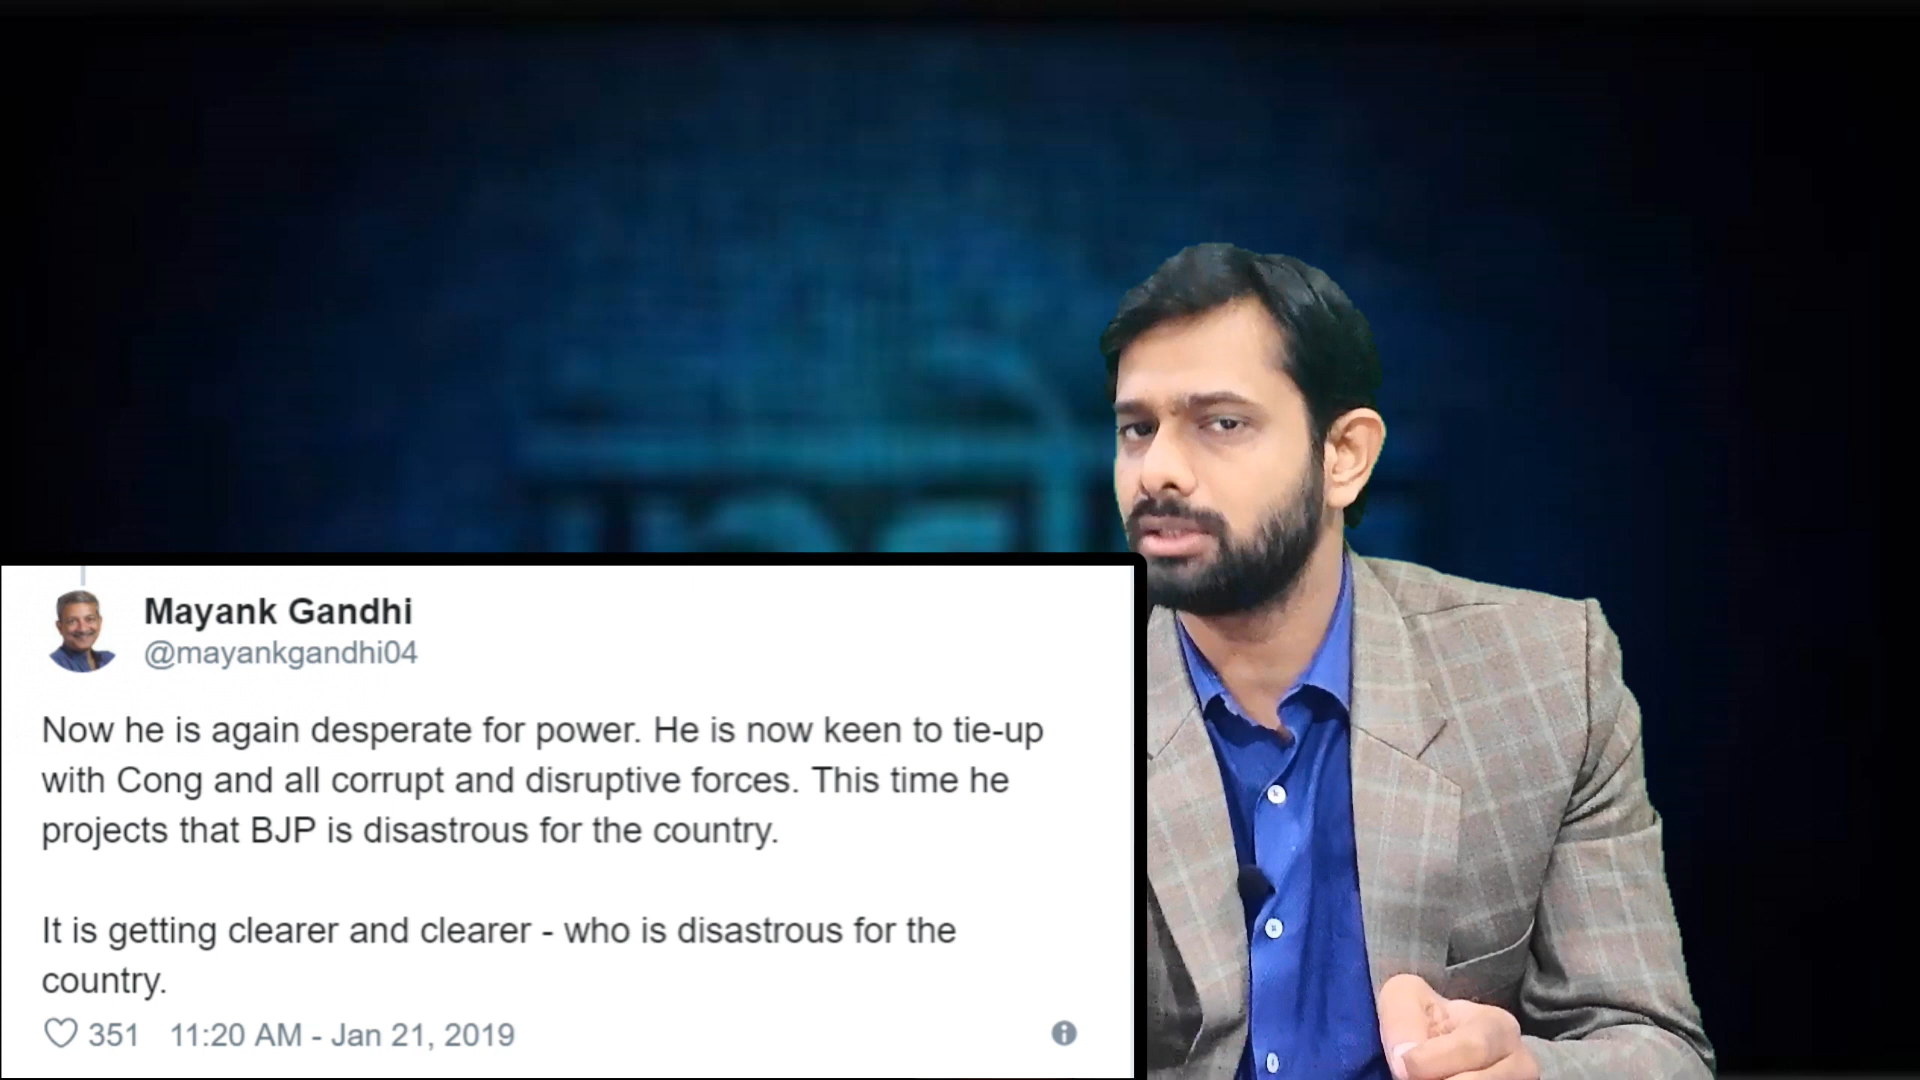 Mayank Gandhi
@mayankgandhi04
Now he is again desperate for power. He is now keen to tie-up
with Cong and all corrupt and disruptive forces. This time he
projects that BJP is disastrous for the country.
It is getting clearer and clearer - who is disastrous for the
country.
351 11:20 AM - Jan 21, 2019